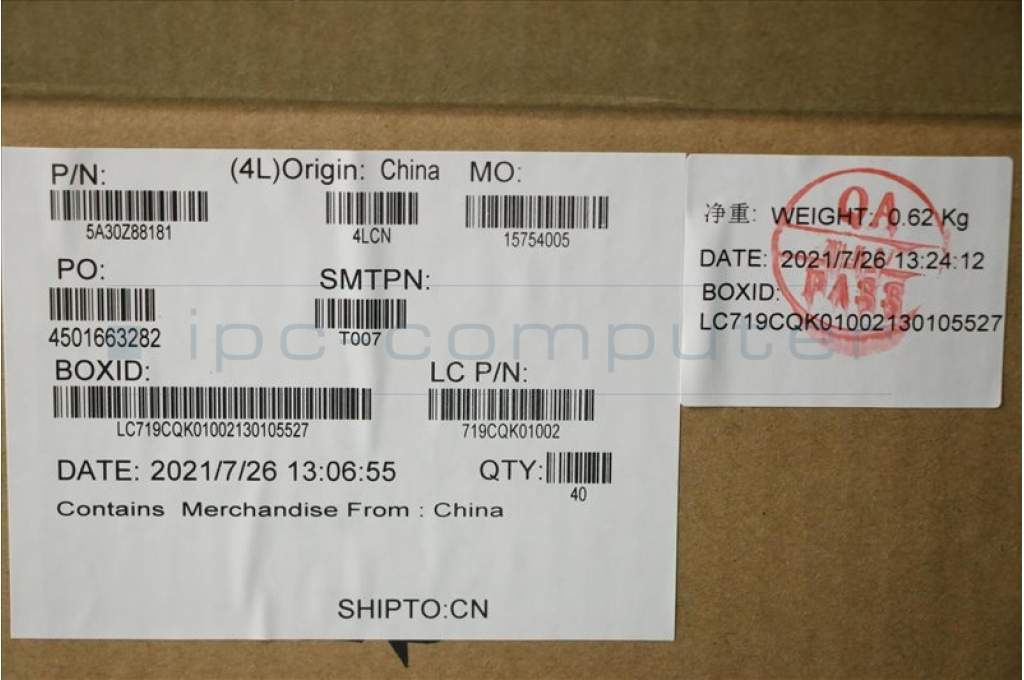 P/N: (4L)Origin: China MO:
5A30Z88181 4LCN 15754005
PO: SMTPN:
4501663282 T007
BOXID: LC P/N:
LC719CQK01002130105527 719CQK01002
DATE: 2021/7/26 13:06:55 QTY:
40
Contains Merchandise From : China
SHIPTO:CN
净重: WEIGHT: 0.62 Kg
DATE: 2021/7/26 13:24:12
BOXID:
LC719CQK01002130105527
QA
PASS
ipc computer